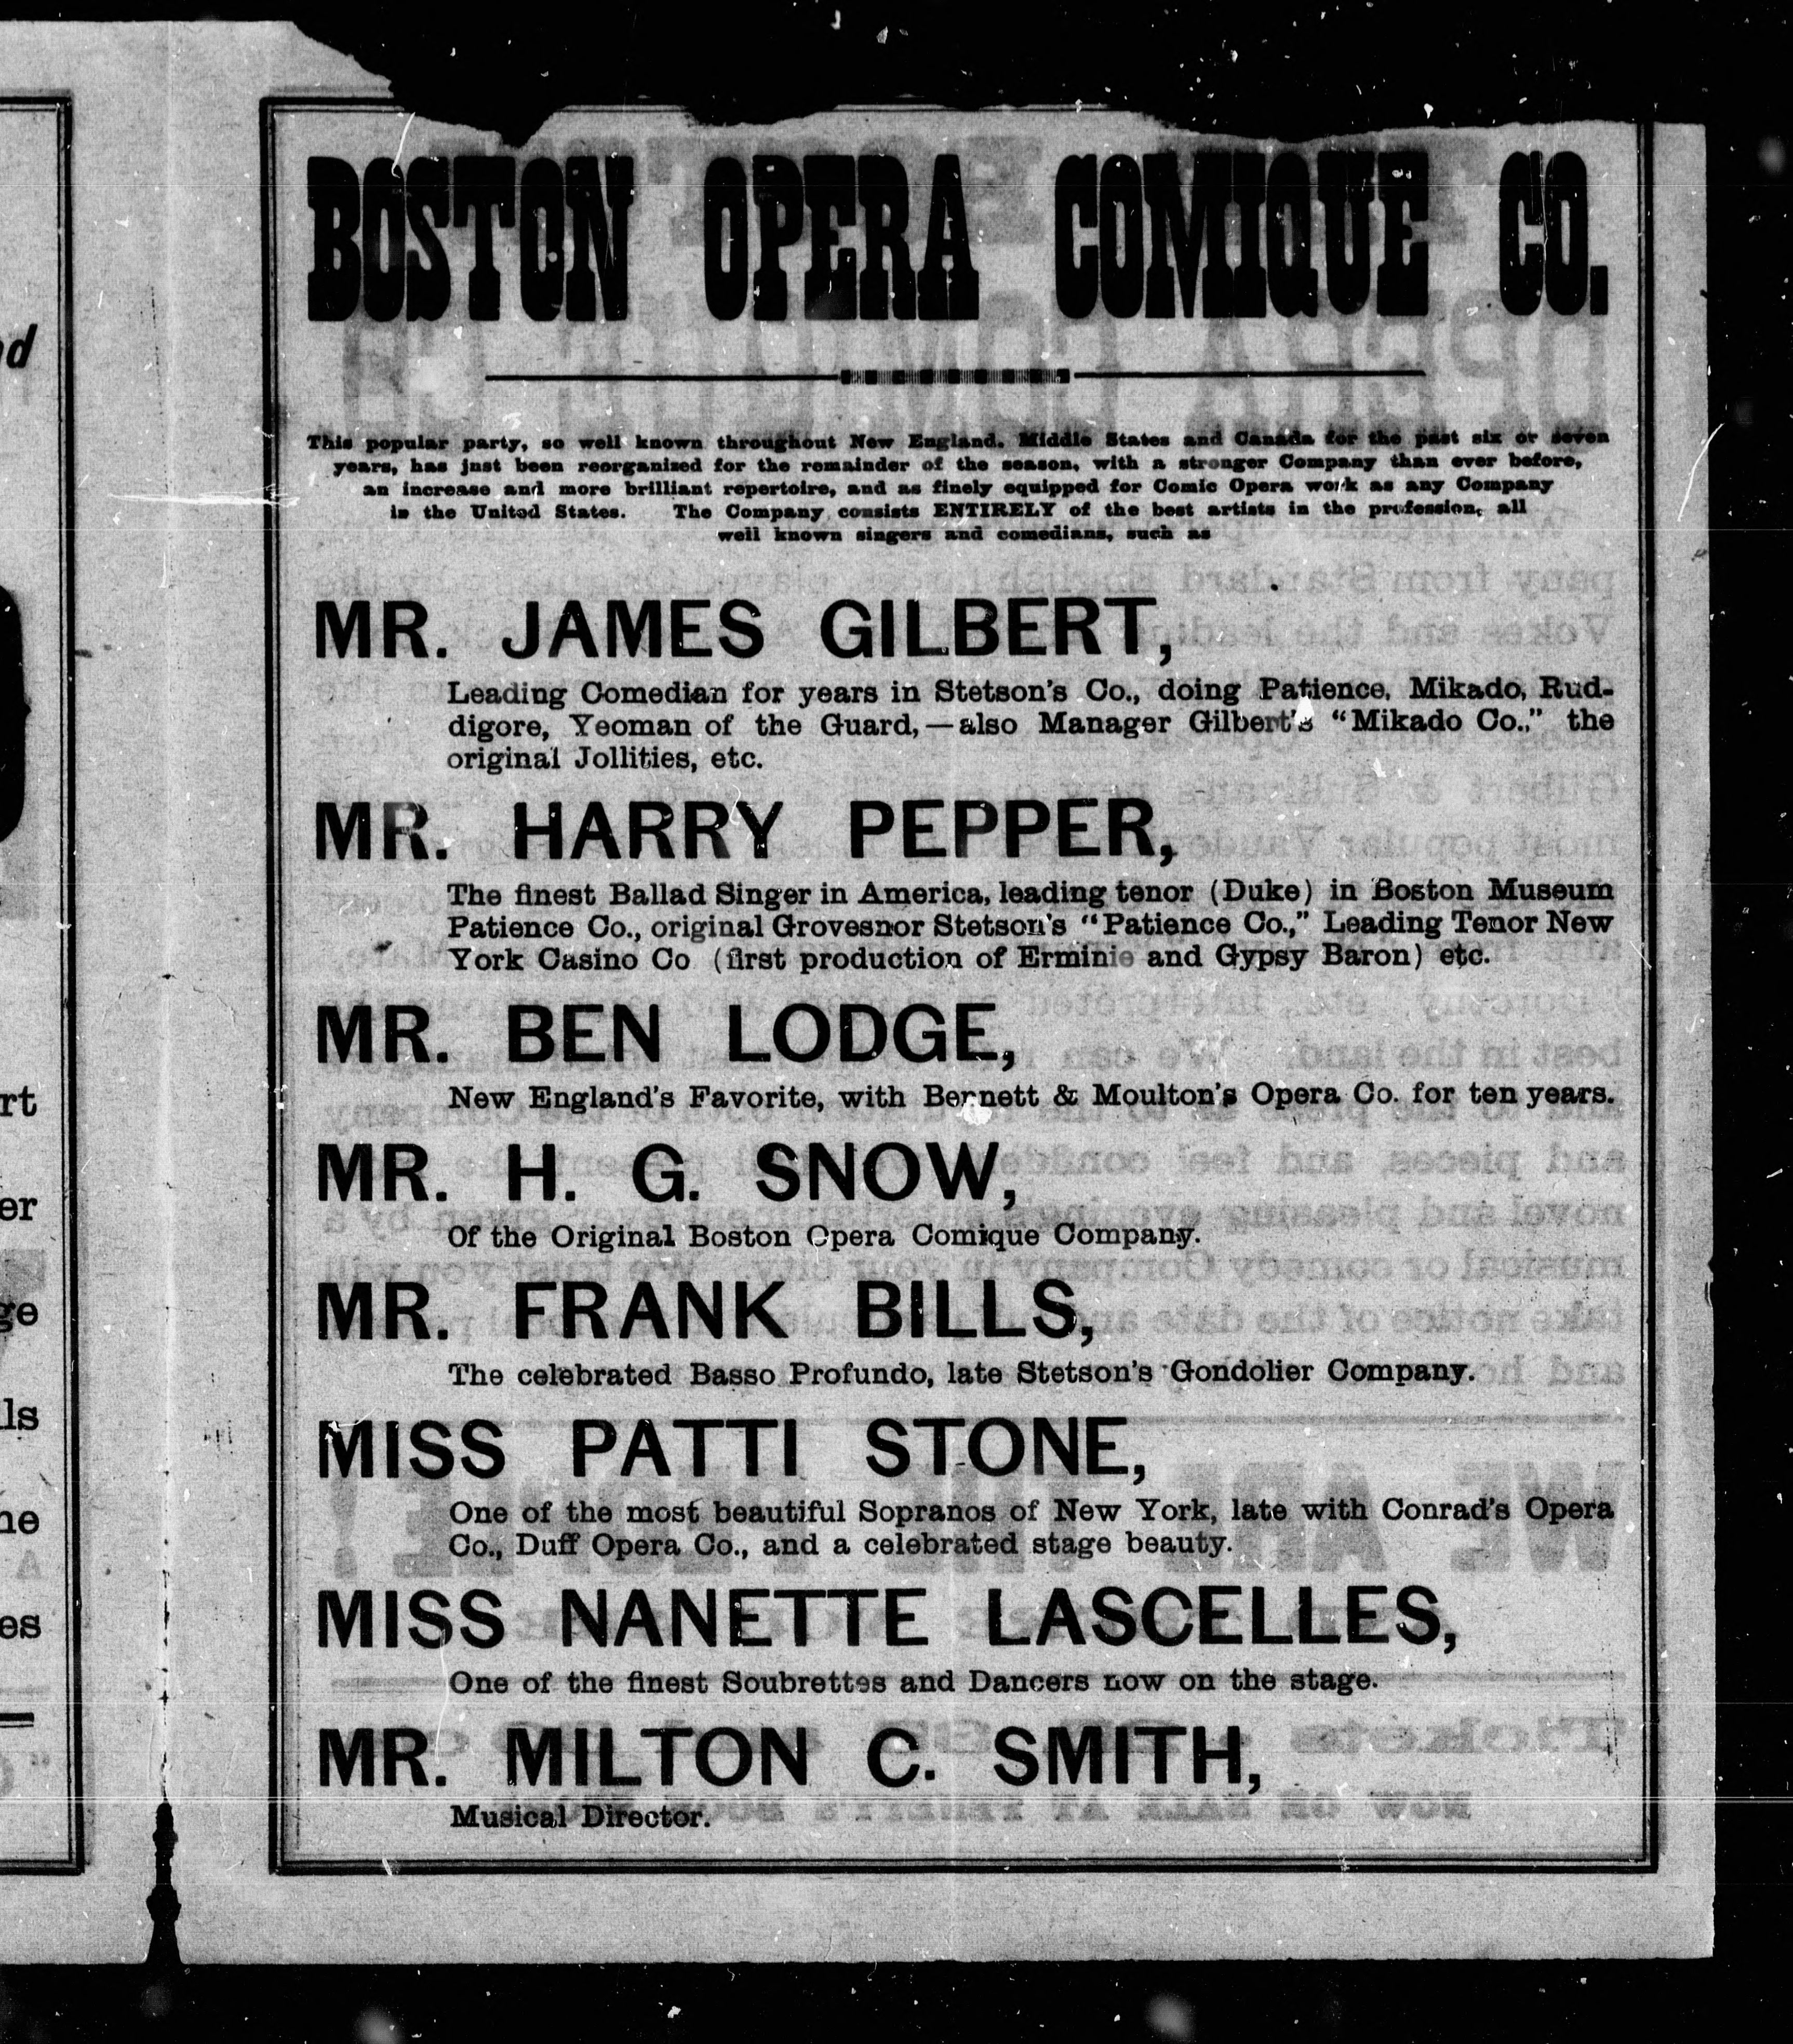 BOSTON OPERA COMIQUE CO.
This popular party, so well known throughout New England. Middle States and Canada for the past six or seven
years, has just been reorganized for the remainder of the season, with a stronger Company than ever before,
an increase and more brilliant repertoire, and as finely equipped for Comic Opera work as any Company
in the United States. The Company consists ENTIRELY of the best artists in the profession, all
well known singers and comedians, such as
MR. JAMES GILBERT,
Leading Comedian for years in Stetson's Co., doing Patience, Mikado, Rud-
digore, Yeoman of the Guard,—also Manager Gilbert's "Mikado Co.," the
original Jollities, etc.
MR. HARRY PEPPER,
The finest Ballad Singer in America, leading tenor (Duke) in Boston Museum
Patience Co., original Grovesnor Stetson's "Patience Co.," Leading Tenor New
York Casino Co (first production of Erminie and Gypsy Baron) etc.
MR. BEN LODGE,
New England's Favorite, with Bennett & Moulton's Opera Co. for ten years.
MR. H. G. SNOW,
Of the Original Boston Opera Comique Company.
MR. FRANK BILLS,
The celebrated Basso Profundo, late Stetson's Gondolier Company.
MISS PATTI STONE,
One of the most beautiful Sopranos of New York, late with Conrad's Opera
Co., Duff Opera Co., and a celebrated stage beauty.
MISS NANETTE LASCELLES,
One of the finest Soubrettes and Dancers now on the stage.
MR. MILTON C. SMITH,
Musical Director.